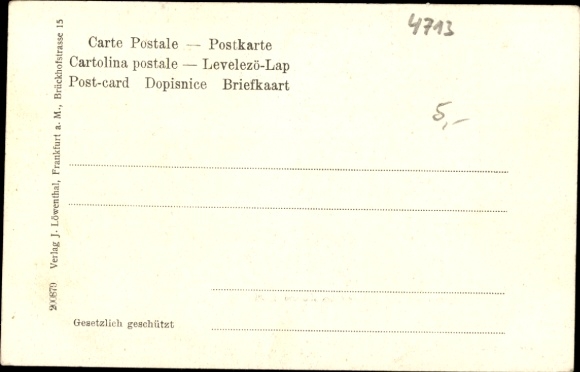 4713
Carte Postale — Postkarte
Cartolina postale — Levelező-Lap
Post-card Dopisnice Briefkaart
5,-
Verlag J. Löwenthal, Frankfurt a. M., Brückhofstrasse 15
Gesetzlich geschützt